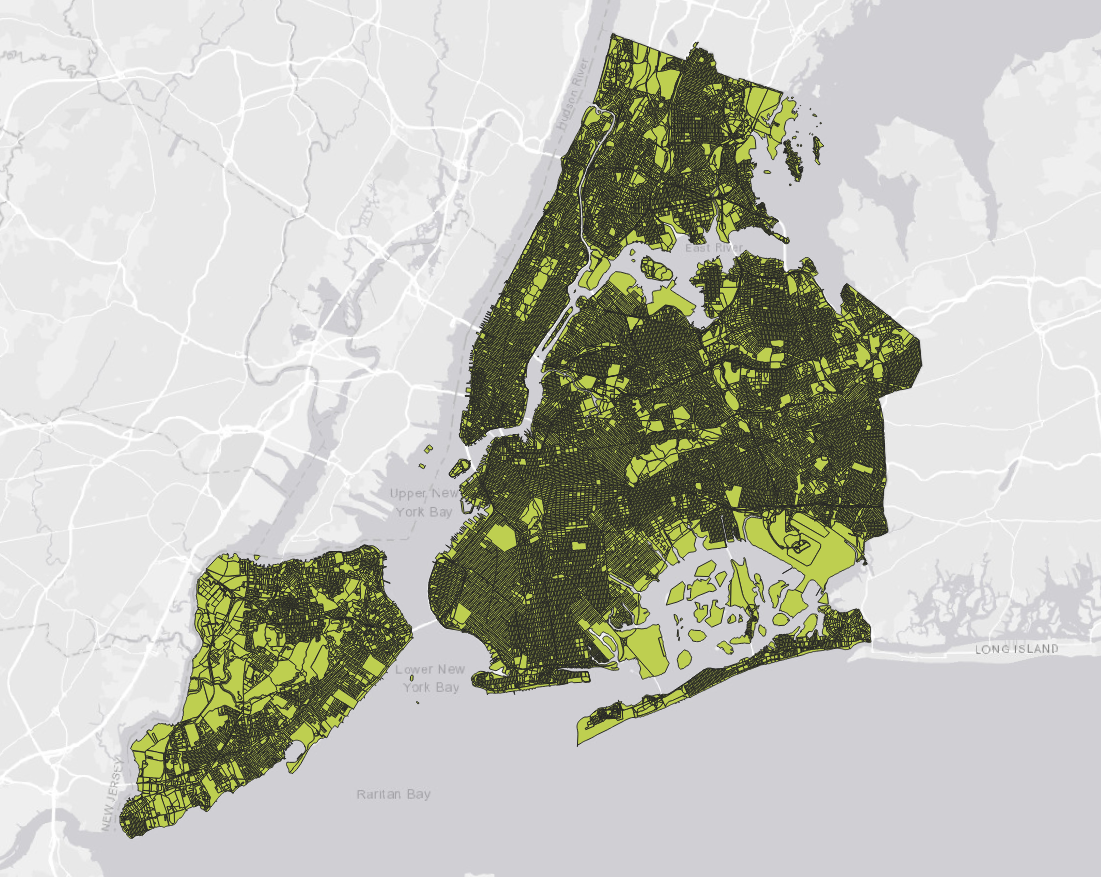 Hudson River
East River
Upper New
York Bay
LONG ISLAND
Lower New
York Bay
NEW JERSEY
Raritan Bay